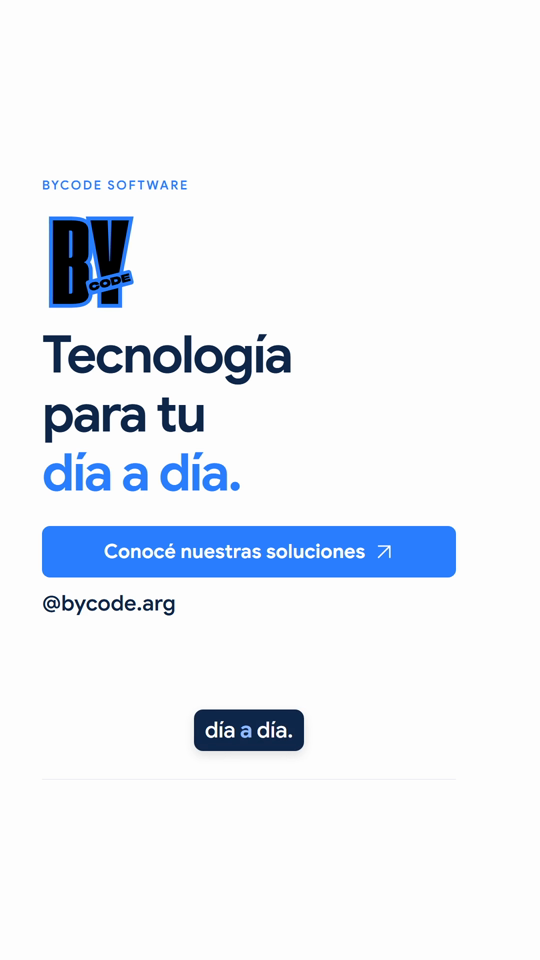 BYCODE SOFTWARE
BY
CODE
Tecnología
para tu
día a día.
Conocé nuestras soluciones
@bycode.arg
día a día.